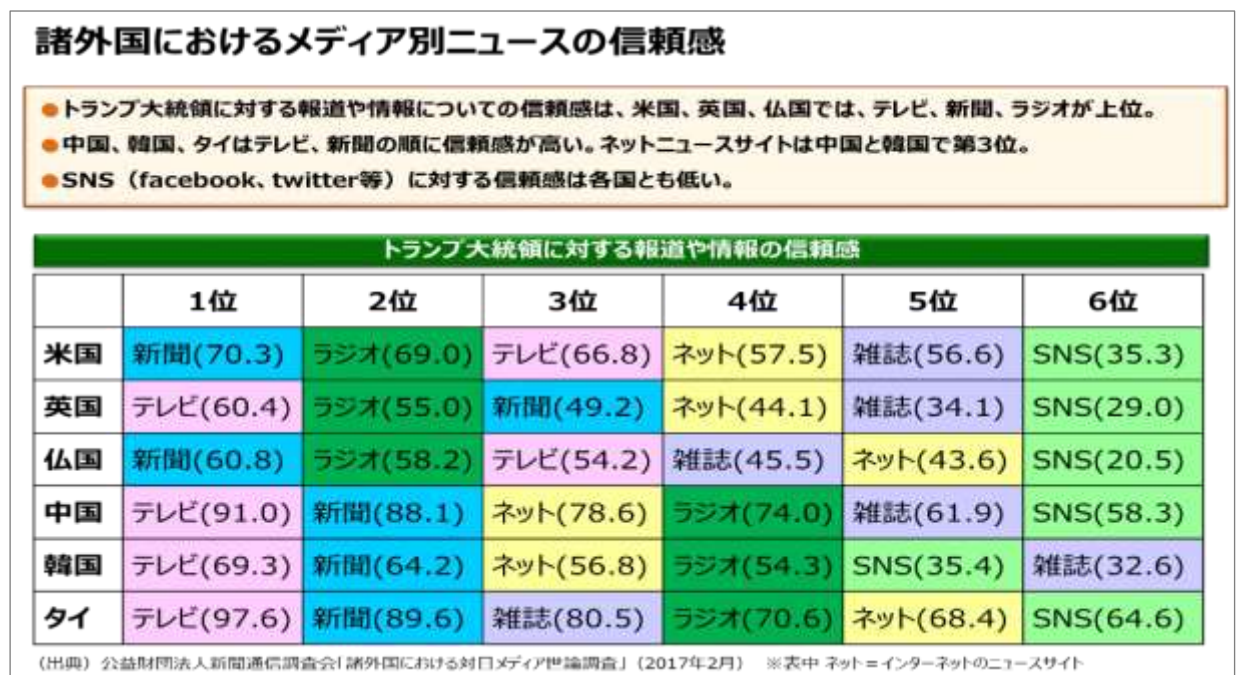 諸外国におけるメディア別ニュースの信頼感
●トランプ大統領に対する報道や情報についての信頼感は、米国、英国、仏国では、テレビ、新聞、ラジオが上位。
●中国、韓国、タイはテレビ、新聞の順に信頼感が高い。ネットニュースサイトは中国と韓国で第3位。
●SNS（facebook、twitter等）に対する信頼感は各国とも低い。
トランプ大統領に対する報道や情報の信頼感
1位 2位 3位 4位 5位 6位
米国 新聞(70.3) ラジオ(69.0) テレビ(66.8) ネット(57.5) 雑誌(56.6) SNS(35.3)
英国 テレビ(60.4) ラジオ(55.0) 新聞(49.2) ネット(44.1) 雑誌(34.1) SNS(29.0)
仏国 新聞(60.8) ラジオ(58.2) テレビ(54.2) 雑誌(45.5) ネット(43.6) SNS(20.5)
中国 テレビ(91.0) 新聞(88.1) ネット(78.6) ラジオ(74.0) 雑誌(61.9) SNS(58.3)
韓国 テレビ(69.3) 新聞(64.2) ネット(56.8) ラジオ(54.3) SNS(35.4) 雑誌(32.6)
タイ テレビ(97.6) 新聞(89.6) 雑誌(80.5) ラジオ(70.6) ネット(68.4) SNS(64.6)
（出典）公益財団法人新聞通信調査会「諸外国における対日メディア世論調査」（2017年2月） ※表中 ネット＝インターネットのニュースサイト